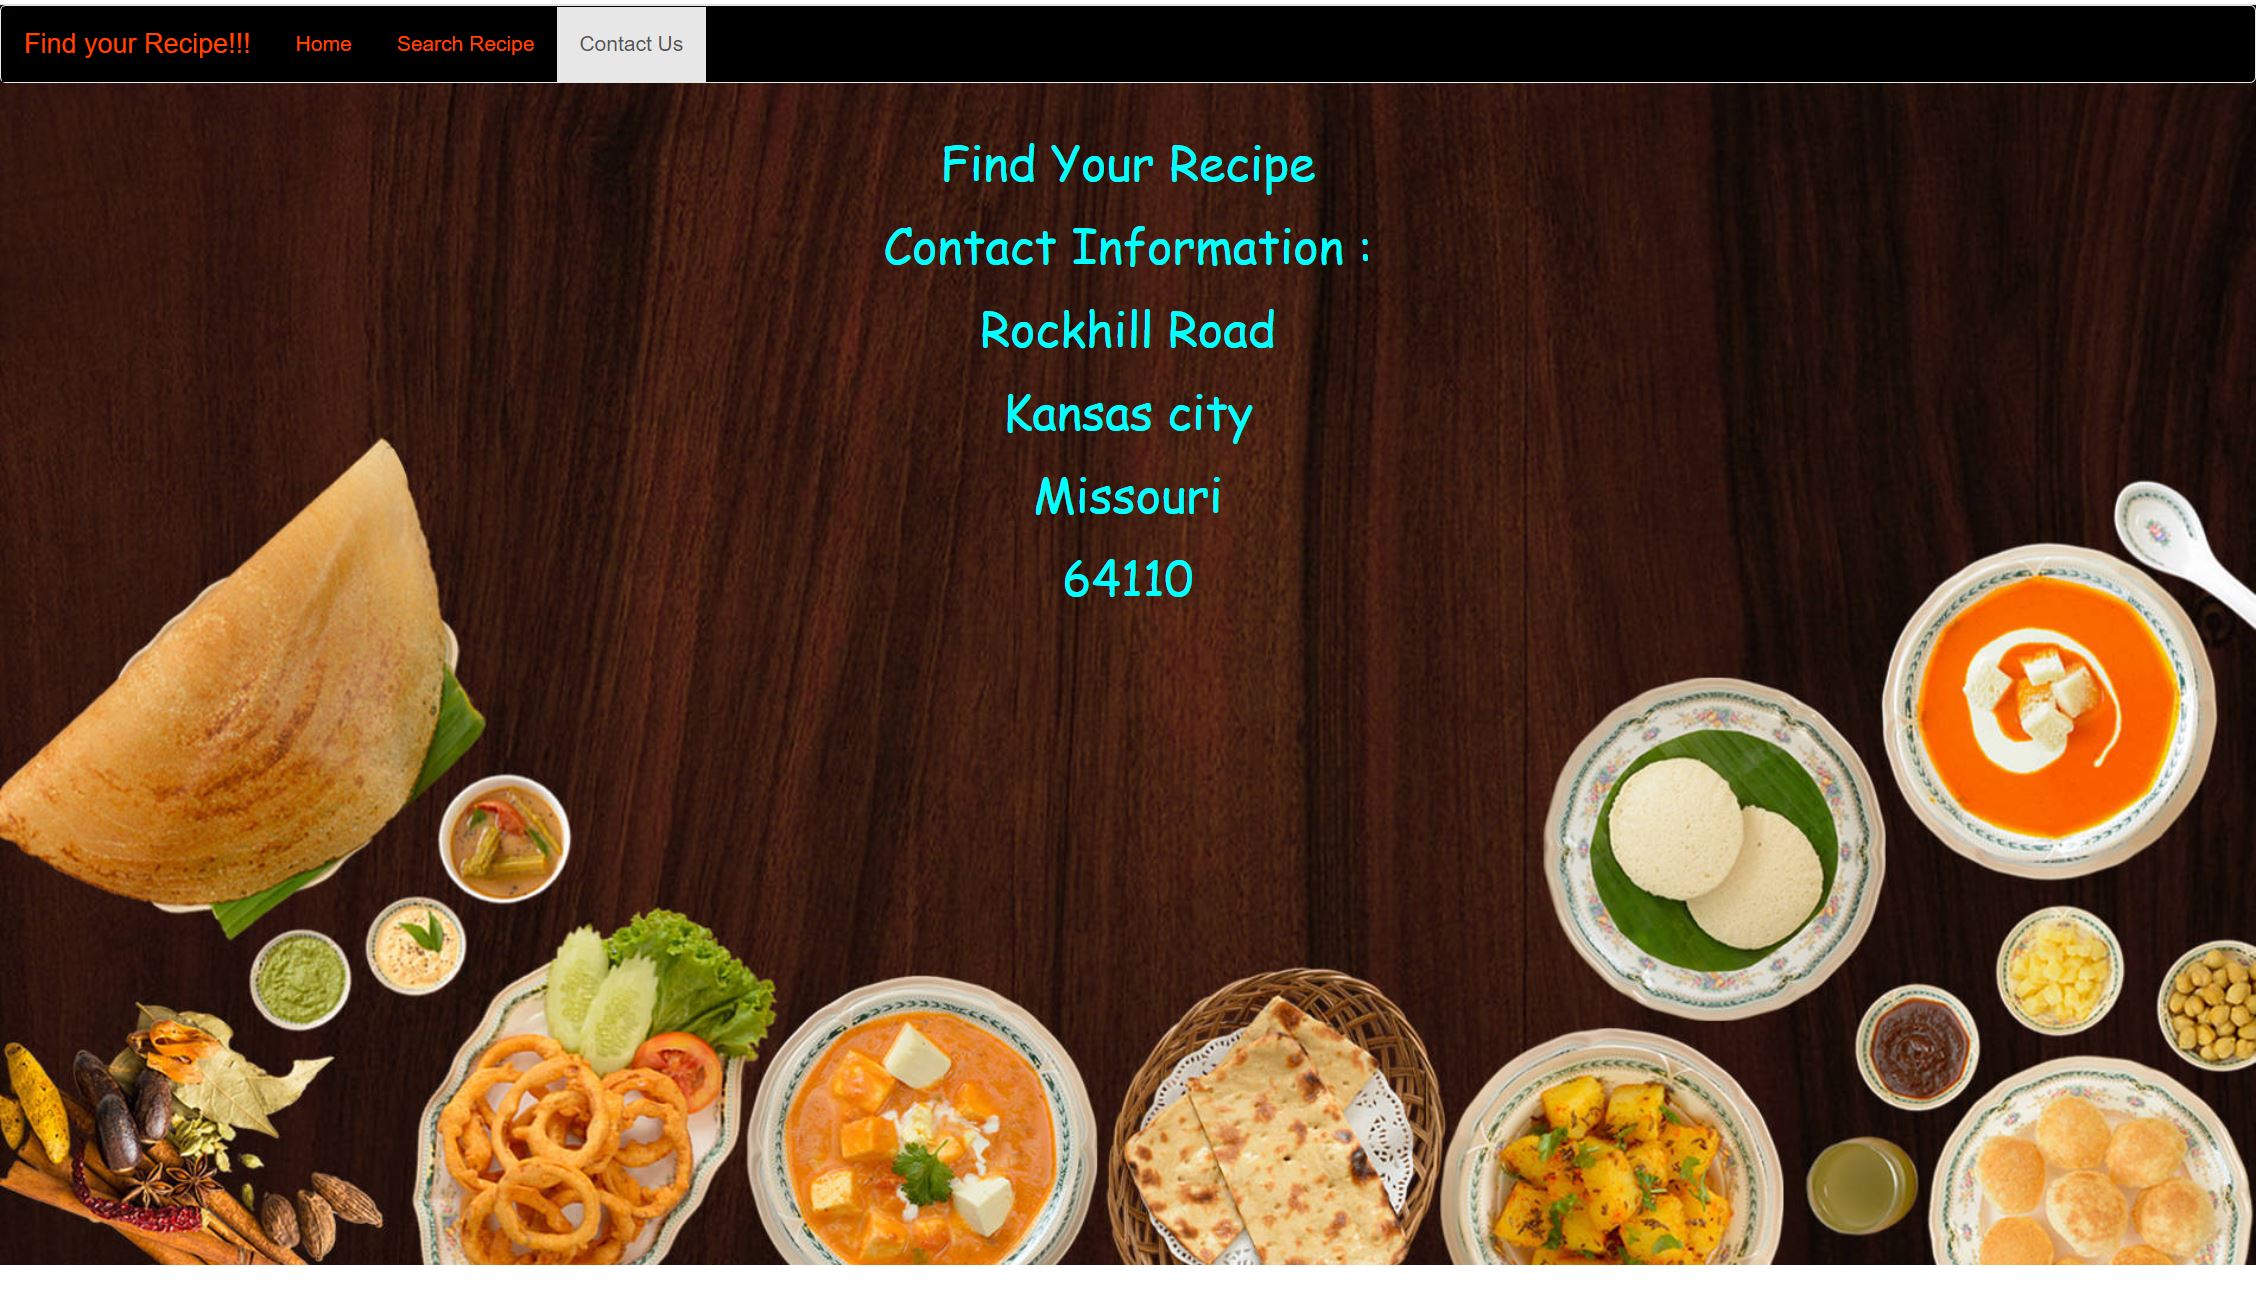 Find your Recipe!!! Home Search Recipe Contact Us
Find Your Recipe
Contact Information :
Rockhill Road
Kansas city
Missouri
64110